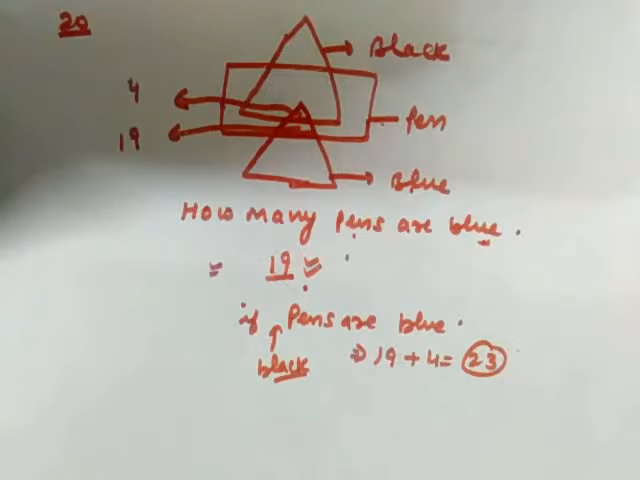 20
Black
4
Pen
19
Blue
How many Pens are blue.
= 19
if Pens are blue.
black => 19 + 4 = 23